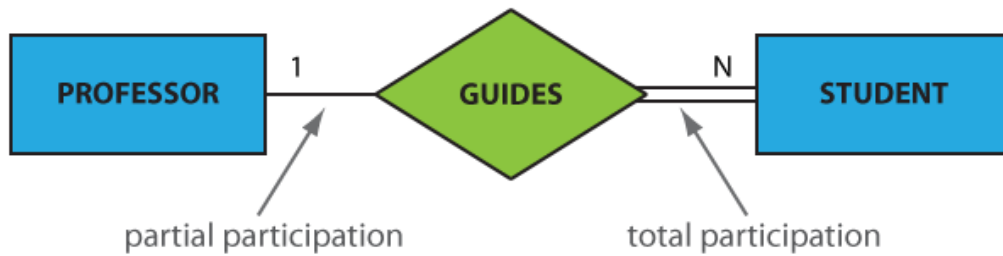 PROFESSOR
1
GUIDES
N
STUDENT
partial participation
total participation